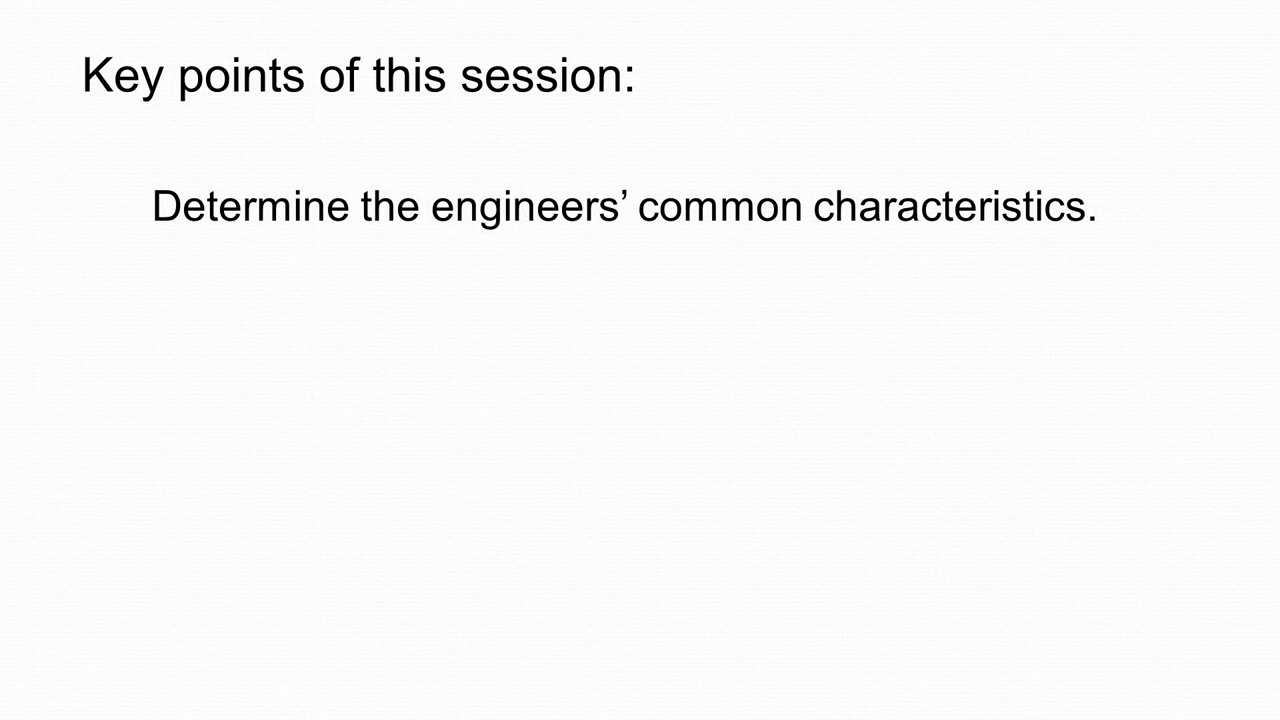 Key points of this session:
Determine the engineers’ common characteristics.